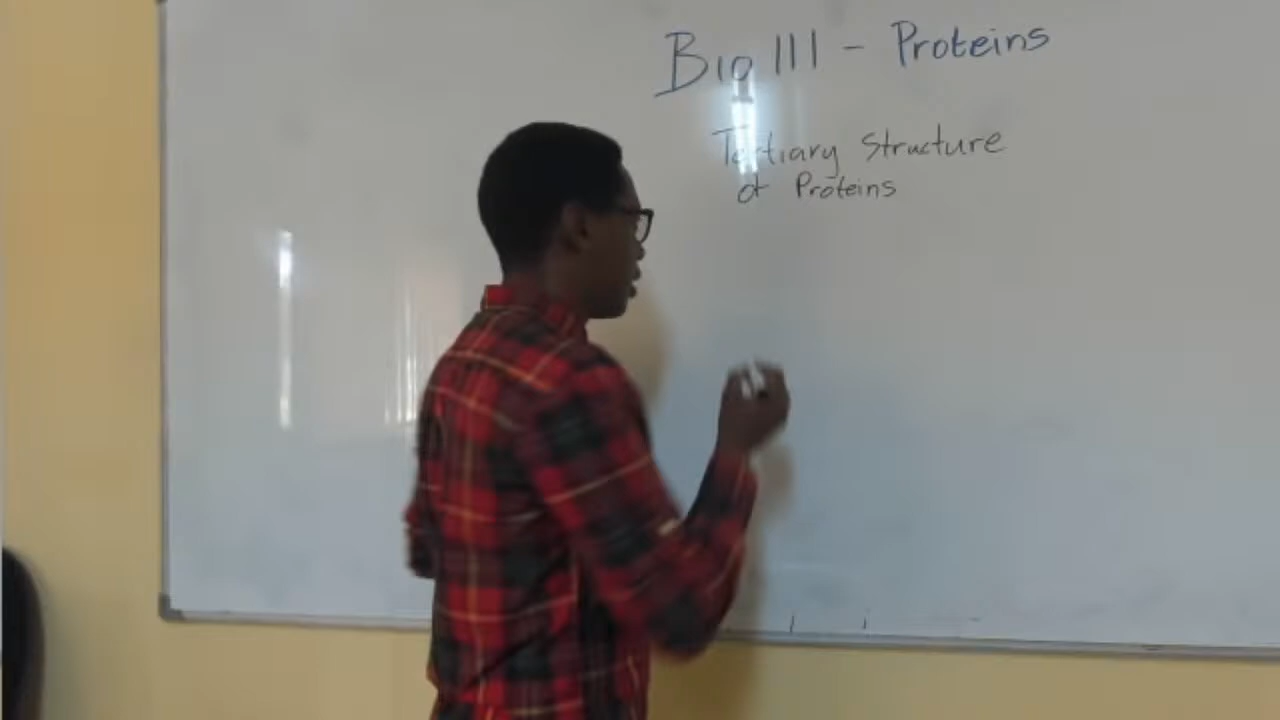 Bio 111 - Proteins
Tertiary Structure
of Proteins